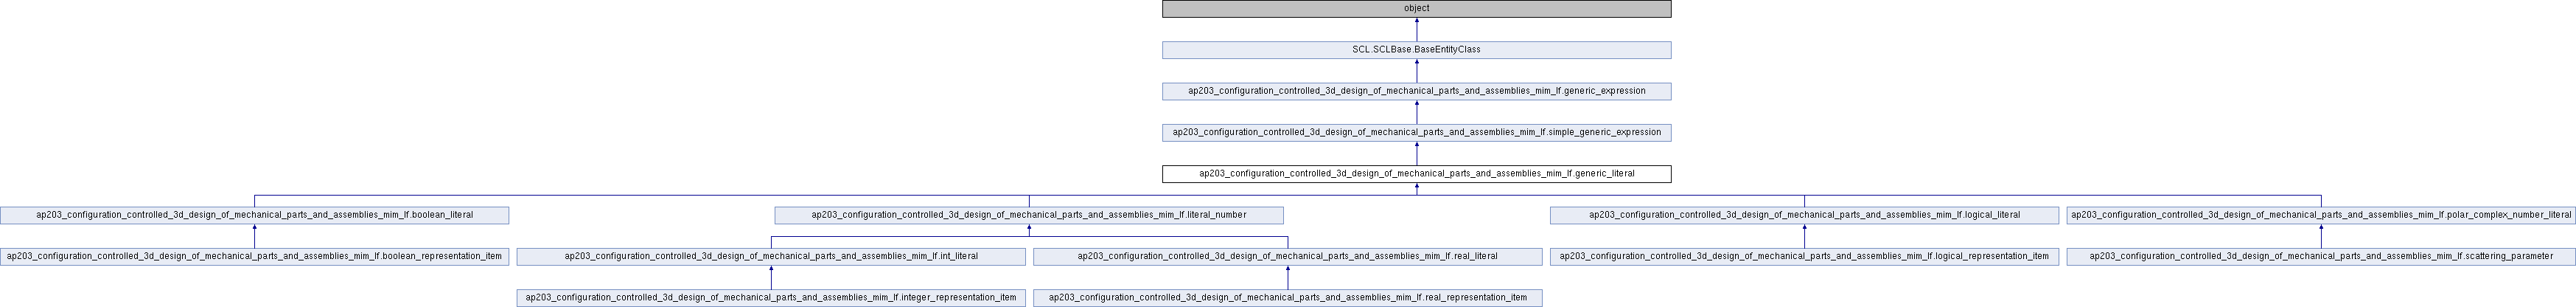 object
SCL.SCLBase.BaseEntityClass
ap203_configuration_controlled_3d_design_of_mechanical_parts_and_assemblies_mim_lf.generic_expression
ap203_configuration_controlled_3d_design_of_mechanical_parts_and_assemblies_mim_lf.simple_generic_expression
ap203_configuration_controlled_3d_design_of_mechanical_parts_and_assemblies_mim_lf.generic_literal
ap203_configuration_controlled_3d_design_of_mechanical_parts_and_assemblies_mim_lf.boolean_literal
ap203_configuration_controlled_3d_design_of_mechanical_parts_and_assemblies_mim_lf.literal_number
ap203_configuration_controlled_3d_design_of_mechanical_parts_and_assemblies_mim_lf.logical_literal
ap203_configuration_controlled_3d_design_of_mechanical_parts_and_assemblies_mim_lf.polar_complex_number_literal
ap203_configuration_controlled_3d_design_of_mechanical_parts_and_assemblies_mim_lf.boolean_representation_item
ap203_configuration_controlled_3d_design_of_mechanical_parts_and_assemblies_mim_lf.int_literal
ap203_configuration_controlled_3d_design_of_mechanical_parts_and_assemblies_mim_lf.real_literal
ap203_configuration_controlled_3d_design_of_mechanical_parts_and_assemblies_mim_lf.logical_representation_item
ap203_configuration_controlled_3d_design_of_mechanical_parts_and_assemblies_mim_lf.scattering_parameter
ap203_configuration_controlled_3d_design_of_mechanical_parts_and_assemblies_mim_lf.integer_representation_item
ap203_configuration_controlled_3d_design_of_mechanical_parts_and_assemblies_mim_lf.real_representation_item